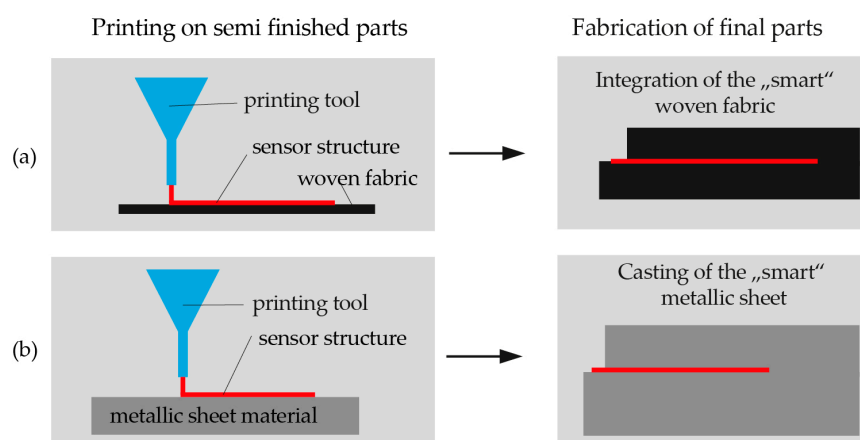 Printing on semi finished parts
Fabrication of final parts
(a)
printing tool
sensor structure
woven fabric
Integration of the „smart“
woven fabric
(b)
printing tool
sensor structure
metallic sheet material
Casting of the „smart“
metallic sheet